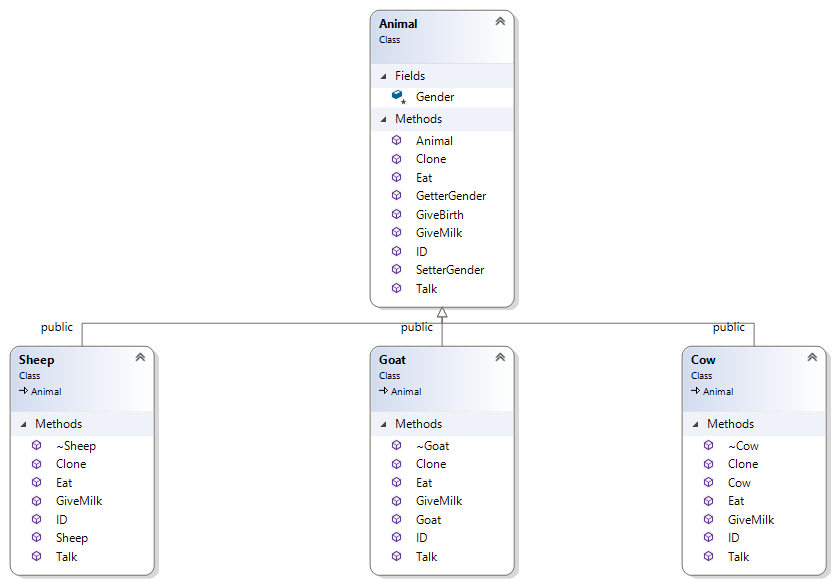 Animal
Class
Fields
Gender
Methods
Animal
Clone
Eat
GetterGender
GiveBirth
GiveMilk
ID
SetterGender
Talk
public
public
public
Sheep
Class
Animal
Methods
~Sheep
Clone
Eat
GiveMilk
ID
Sheep
Talk
Goat
Class
Animal
Methods
~Goat
Clone
Eat
GiveMilk
Goat
ID
Talk
Cow
Class
Animal
Methods
~Cow
Clone
Cow
Eat
GiveMilk
ID
Talk